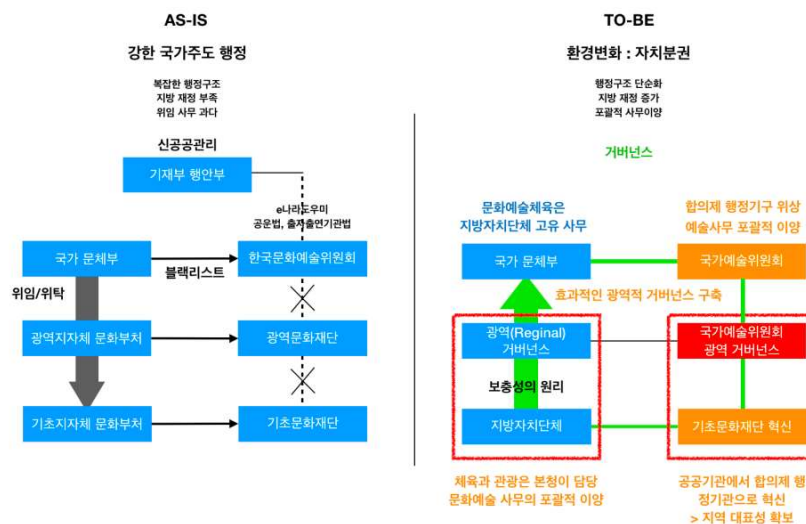 AS-IS
강한 국가주도 행정
복잡한 행정구조
지방 재정 부족
위임 사무 과다
신공공관리
기재부 행안부
e나라도우미
공운법, 출자출연기관법
국가 문체부
블랙리스트
한국문화예술위원회
위임/위탁
광역지자체 문화부처
광역문화재단
기초지자체 문화부처
기초문화재단
TO-BE
환경변화 : 자치분권
행정구조 단순화
지방 재정 증가
포괄적 사무이양
거버넌스
문화예술체육은
지방자치단체 고유 사무
합의제 행정기구 위상
예술사무 포괄적 이양
국가 문체부
국가예술위원회
효과적인 광역적 거버넌스 구축
광역(Reginal)
거버넌스
국가예술위원회
광역 거버넌스
보충성의 원리
지방자치단체
기초문화재단 혁신
체육과 관광은 본청이 담당
문화예술 사무의 포괄적 이양
공공기관에서 합의제 행
정기관으로 혁신
> 지역 대표성 확보